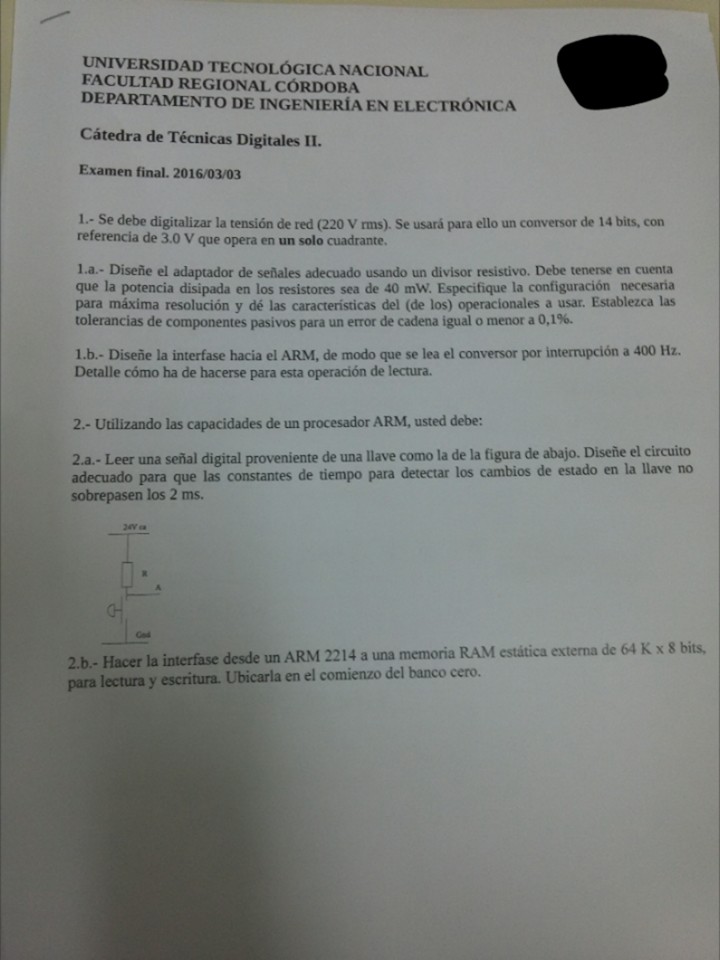 UNIVERSIDAD TECNOLÓGICA NACIONAL
FACULTAD REGIONAL CÓRDOBA
DEPARTAMENTO DE INGENIERÍA EN ELECTRÓNICA
Cátedra de Técnicas Digitales II.
Examen final. 2016/03/03
1.- Se debe digitalizar la tensión de red (220 V rms). Se usará para ello un conversor de 14 bits, con
referencia de 3.0 V que opera en un solo cuadrante.
1.a.- Diseñe el adaptador de señales adecuado usando un divisor resistivo. Debe tenerse en cuenta
que la potencia disipada en los resistores sea de 40 mW. Especifique la configuración necesaria
para máxima resolución y dé las características del (de los) operacionales a usar. Establezca las
tolerancias de componentes pasivos para un error de cadena igual o menor a 0,1%.
1.b.- Diseñe la interfase hacia el ARM, de modo que se lea el conversor por interrupción a 400 Hz.
Detalle cómo ha de hacerse para esta operación de lectura.
2.- Utilizando las capacidades de un procesador ARM, usted debe:
2.a.- Leer una señal digital proveniente de una llave como la de la figura de abajo. Diseñe el circuito
adecuado para que las constantes de tiempo para detectar los cambios de estado en la llave no
sobrepasen los 2 ms.
24V ca
R
A
Gnd
2.b.- Hacer la interfase desde un ARM 2214 a una memoria RAM estática externa de 64 K x 8 bits,
para lectura y escritura. Ubicarla en el comienzo del banco cero.